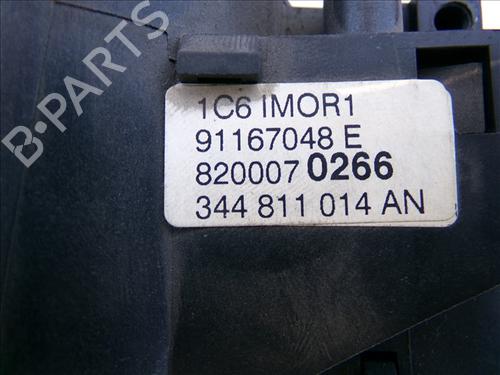 1C6 IMOR1
91167048 E
820007 0266
344 811 014 AN
B-PARTS